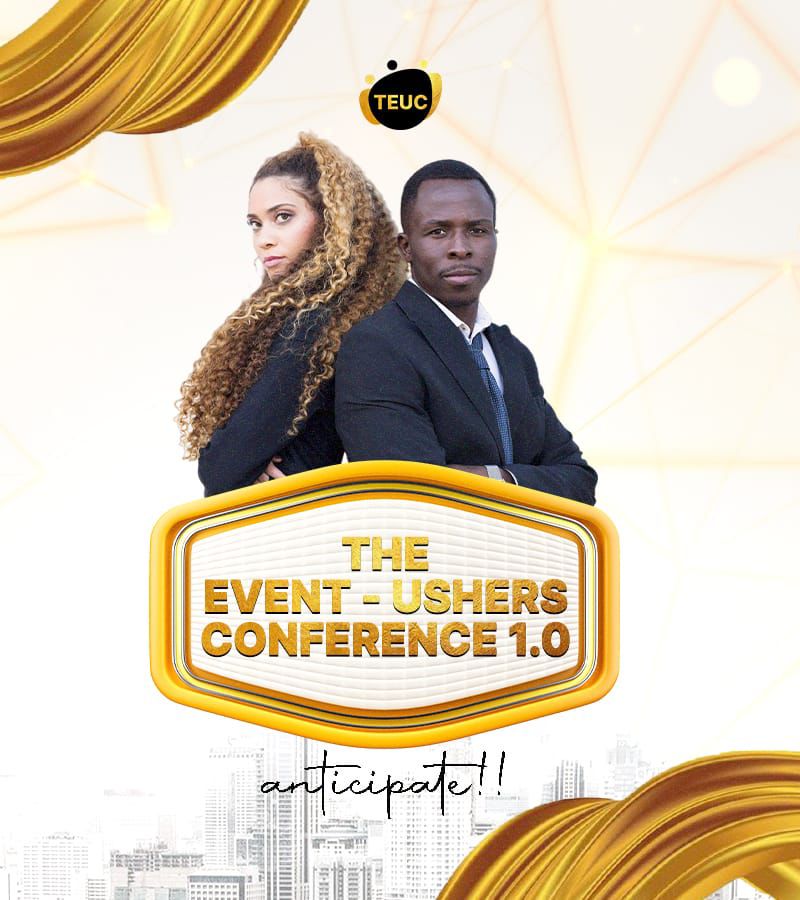 TEUC
THE
EVENT - USHERS
CONFERENCE 1.0
anticipate!!